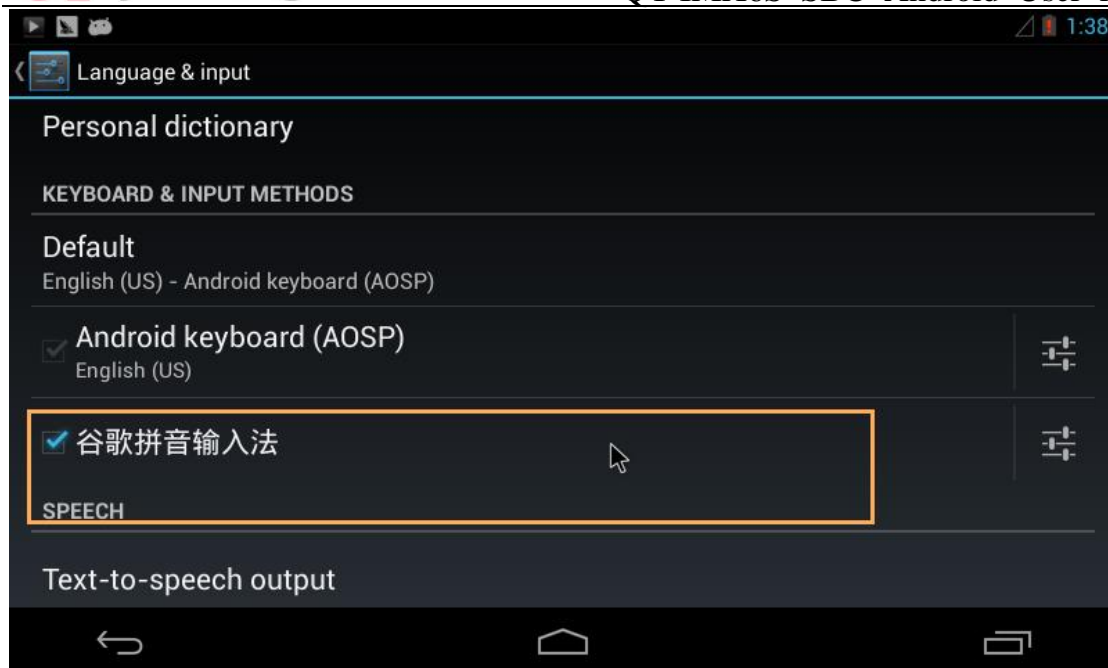 1:38
Language & input
Personal dictionary
KEYBOARD & INPUT METHODS
Default
English (US) - Android keyboard (AOSP)
Android keyboard (AOSP)
English (US)
谷歌拼音输入法
SPEECH
Text-to-speech output